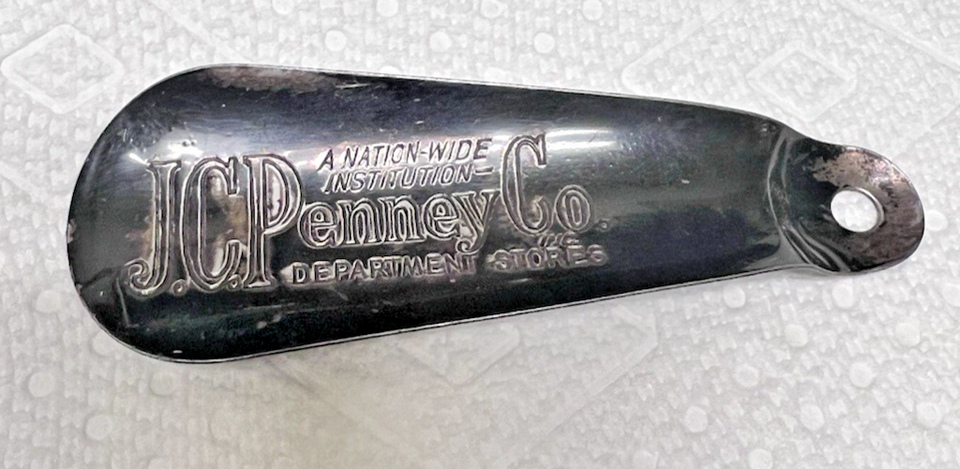 A NATION-WIDE
INSTITUTION—
J.C. Penney Co.
INC
DEPARTMENT STORES